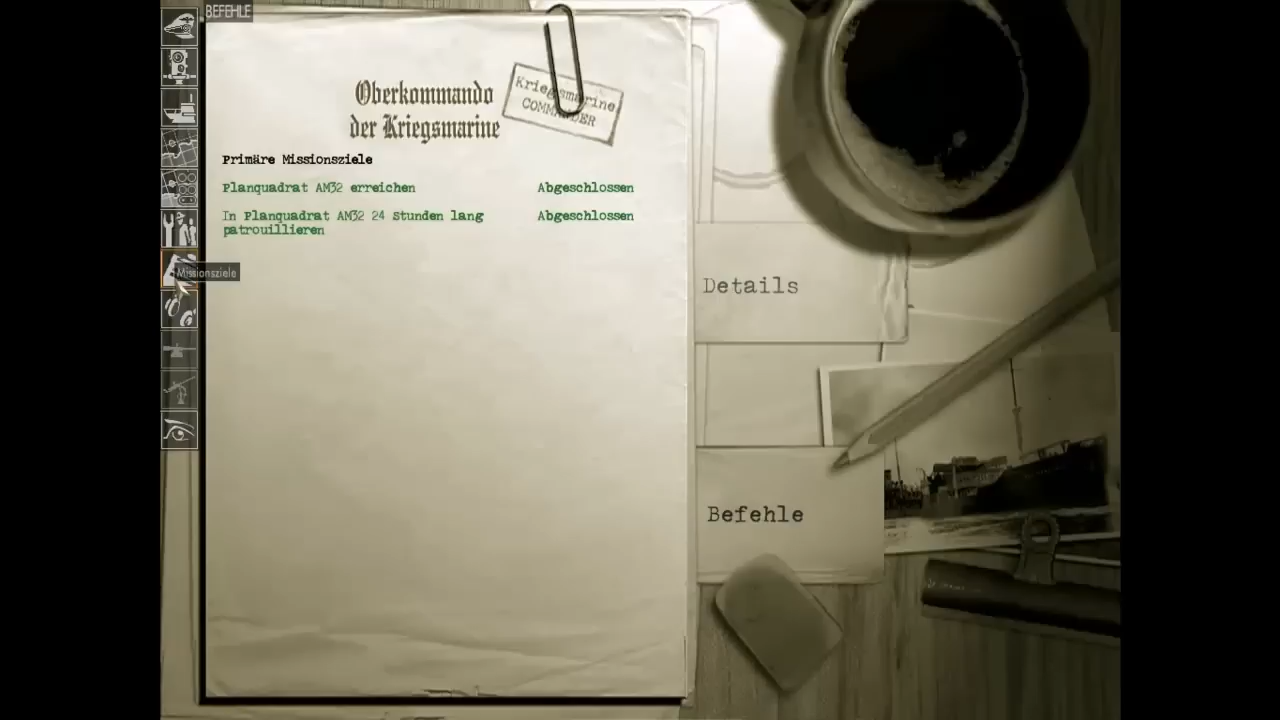 BEFEHLE
Oberkommando
der Kriegsmarine
Kriegsmarine
COMMANDER
Primäre Missionsziele
Planquadrat AM32 erreichen Abgeschlossen
In Planquadrat AM32 24 stunden lang Abgeschlossen
patrouillieren
Missionsziele
Details
Befehle